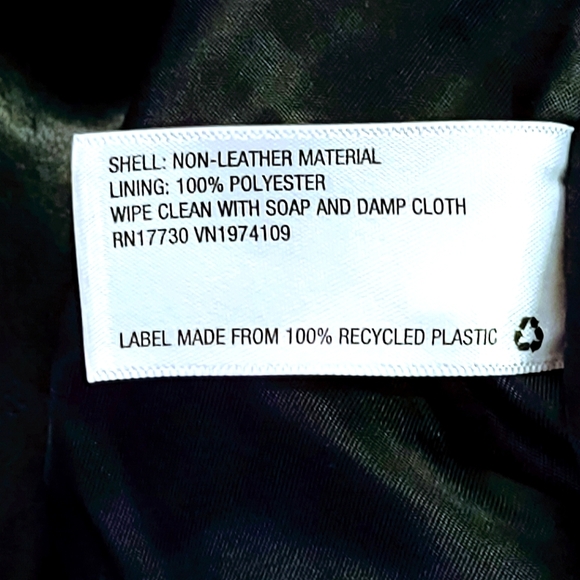 SHELL: NON-LEATHER MATERIAL
LINING: 100% POLYESTER
WIPE CLEAN WITH SOAP AND DAMP CLOTH
RN17730 VN1974109
LABEL MADE FROM 100% RECYCLED PLASTIC